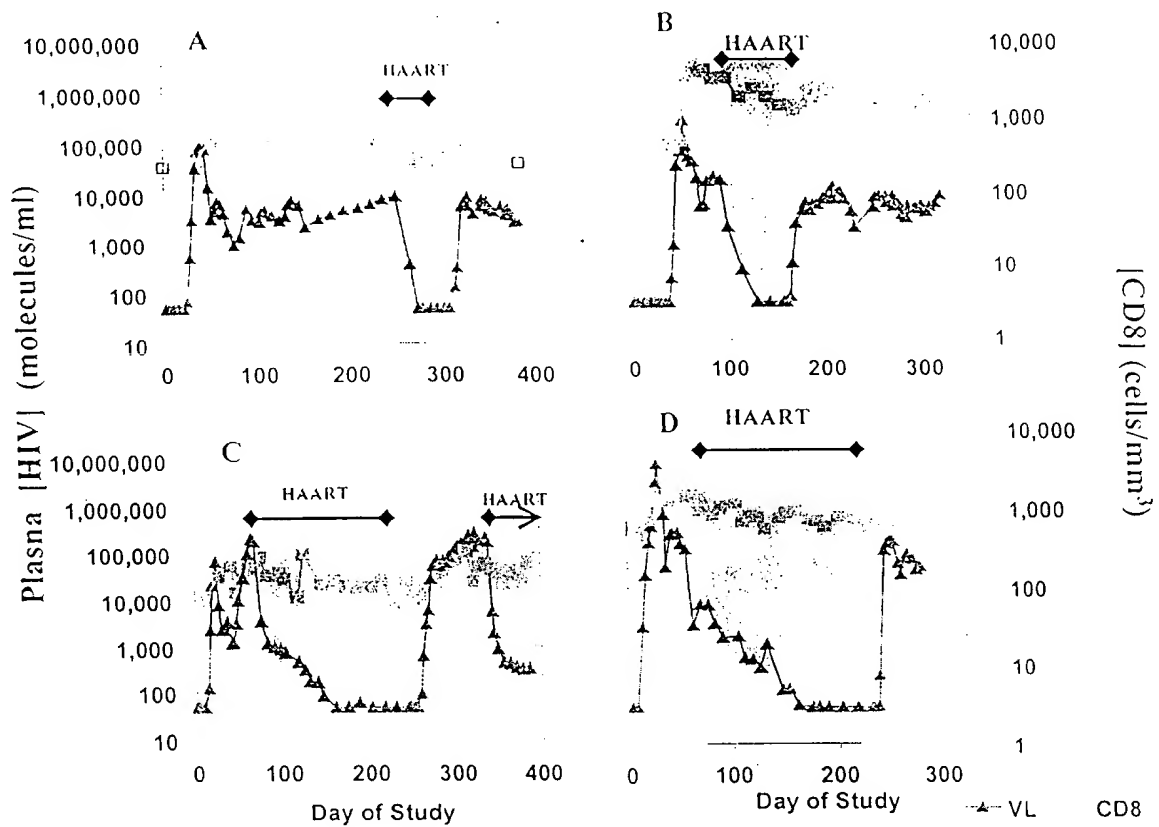 A
B
HAART
HAART
10,000,000
1,000,000
100,000
10,000
1,000
100
10
10,000
1,000
100
10
1
0 100 200 300 400
0 100 200 300
Plasna [HIV] (molecules/ml)
[CD8] (cells/mm³)
C
D
HAART
HAART
HAART
10,000,000
1,000,000
100,000
10,000
1,000
100
10
10,000
1,000
100
10
1
0 100 200 300 400
0 100 200 300
Day of Study
Day of Study
VL CD8